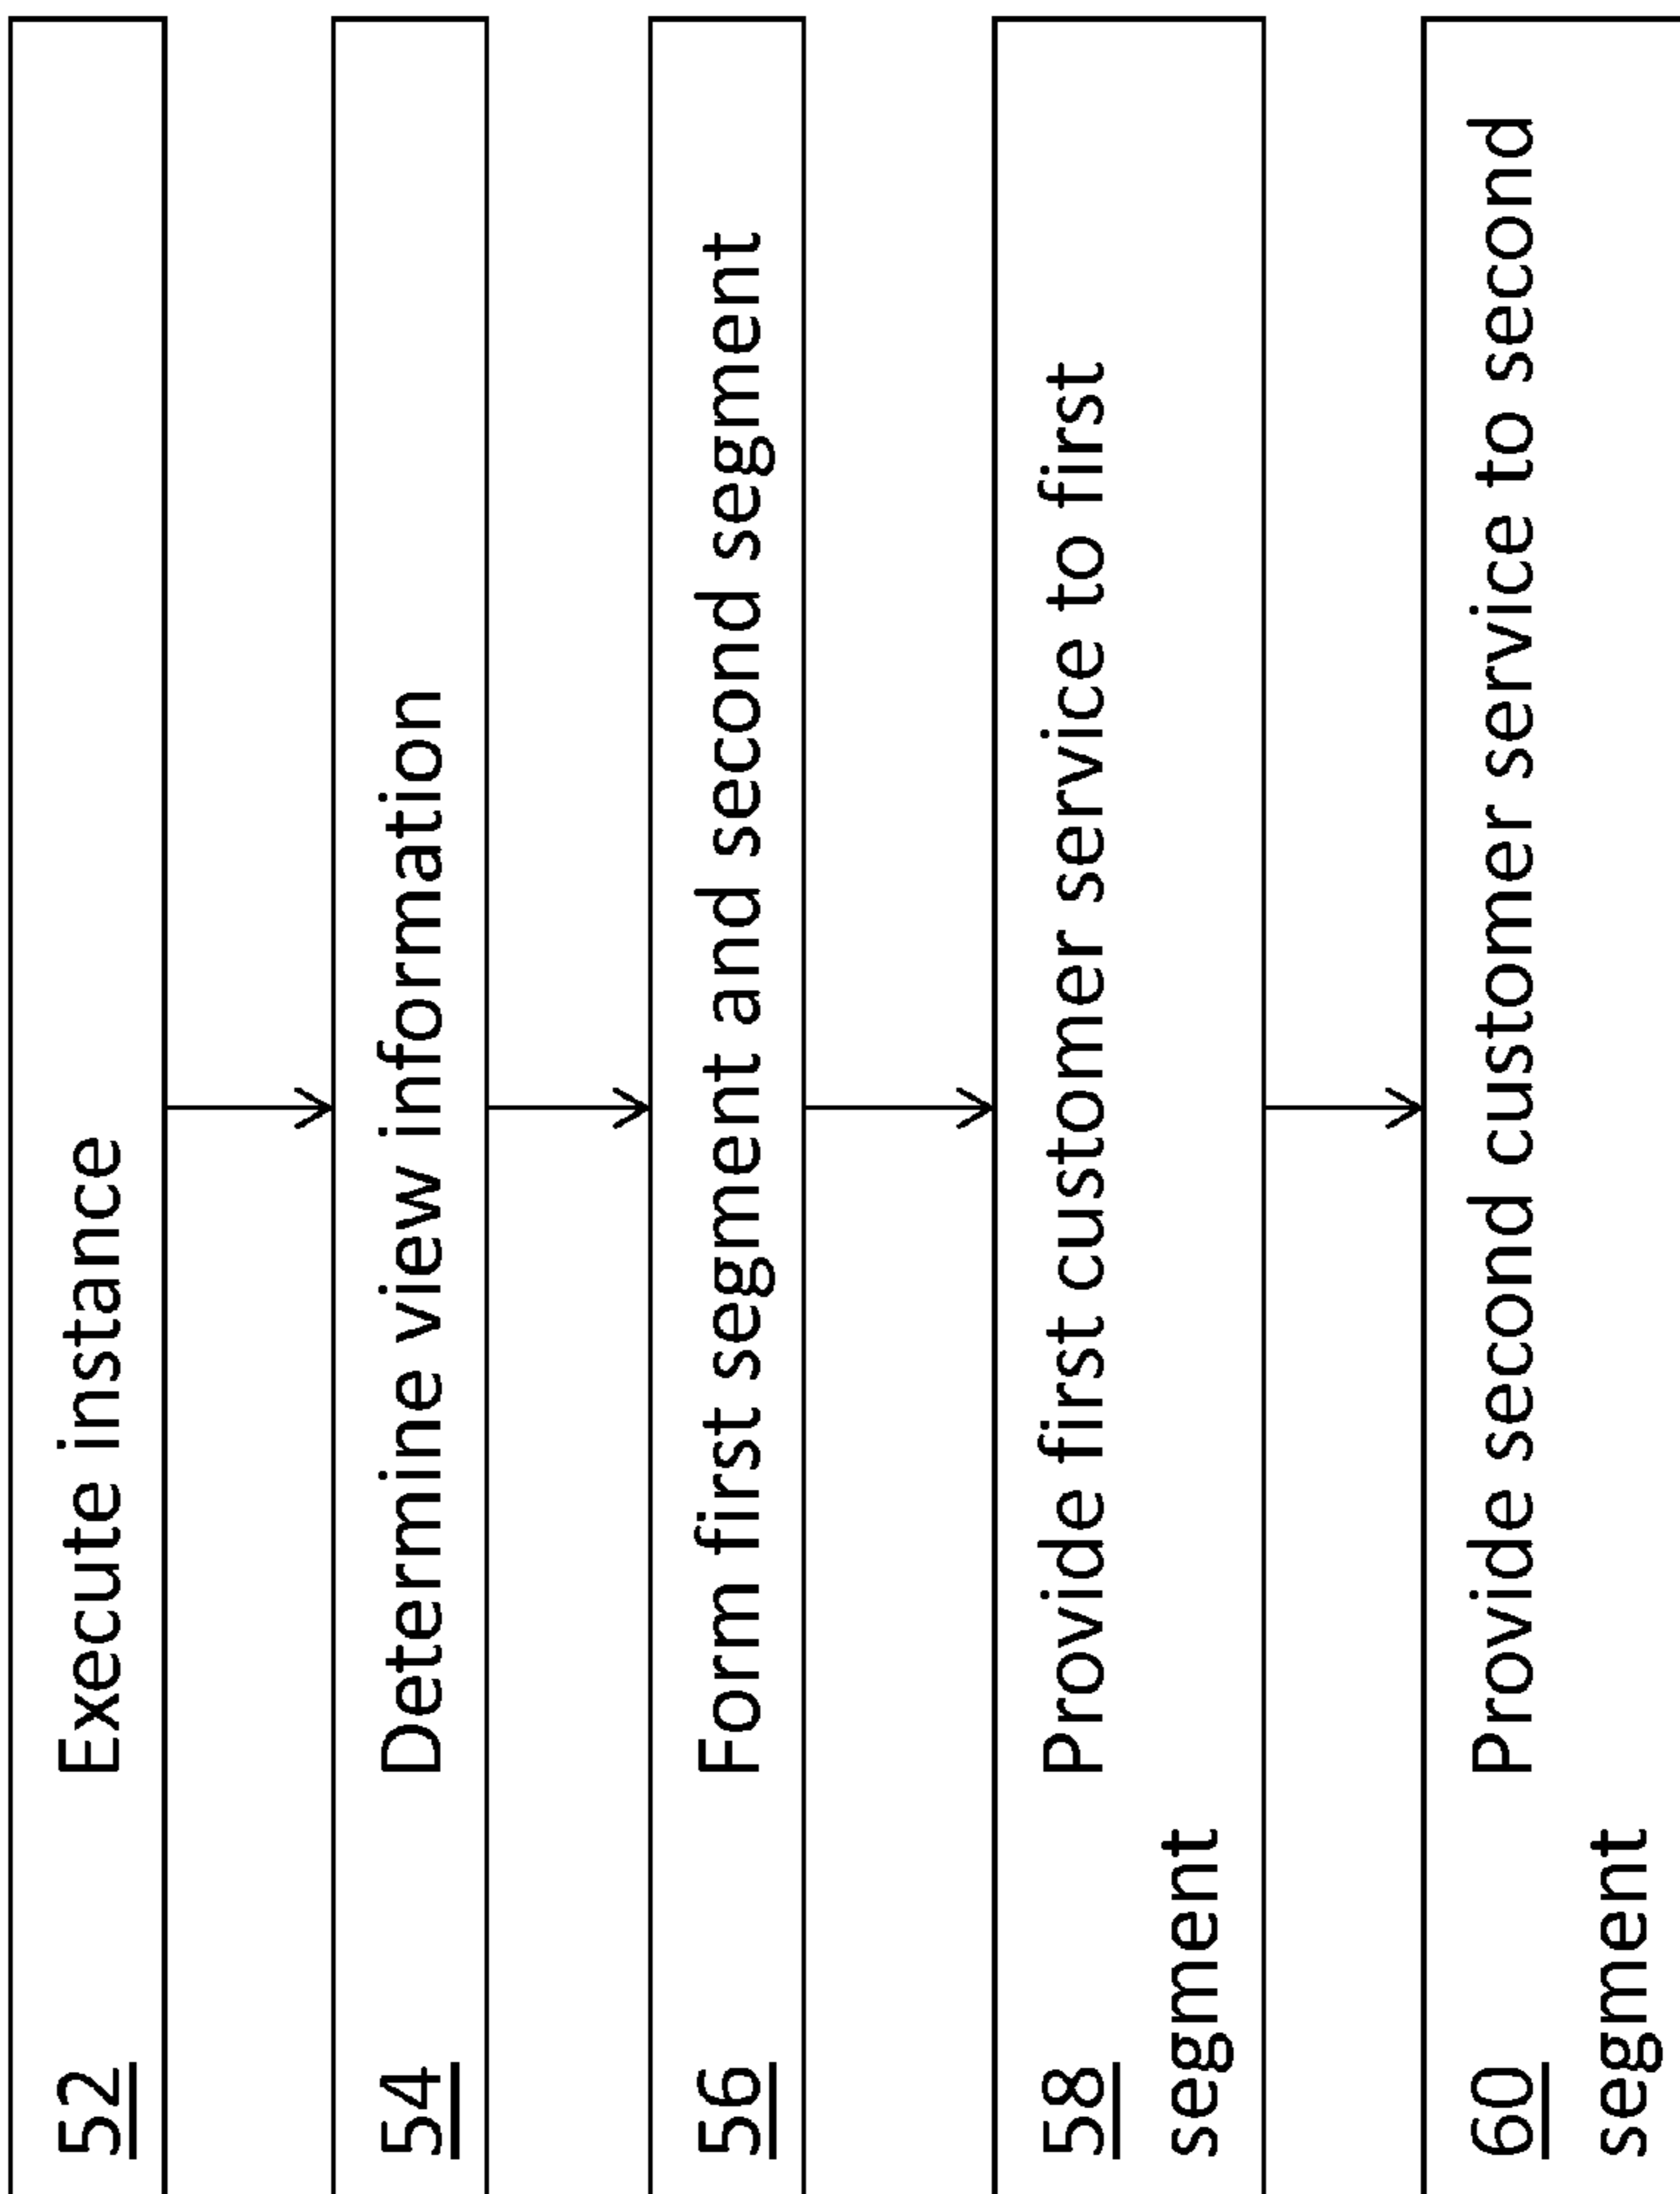 52 Execute instance
54 Determine view information
56 Form first segment and second segment
58 Provide first customer service to first
segment
60 Provide second customer service to second
segment